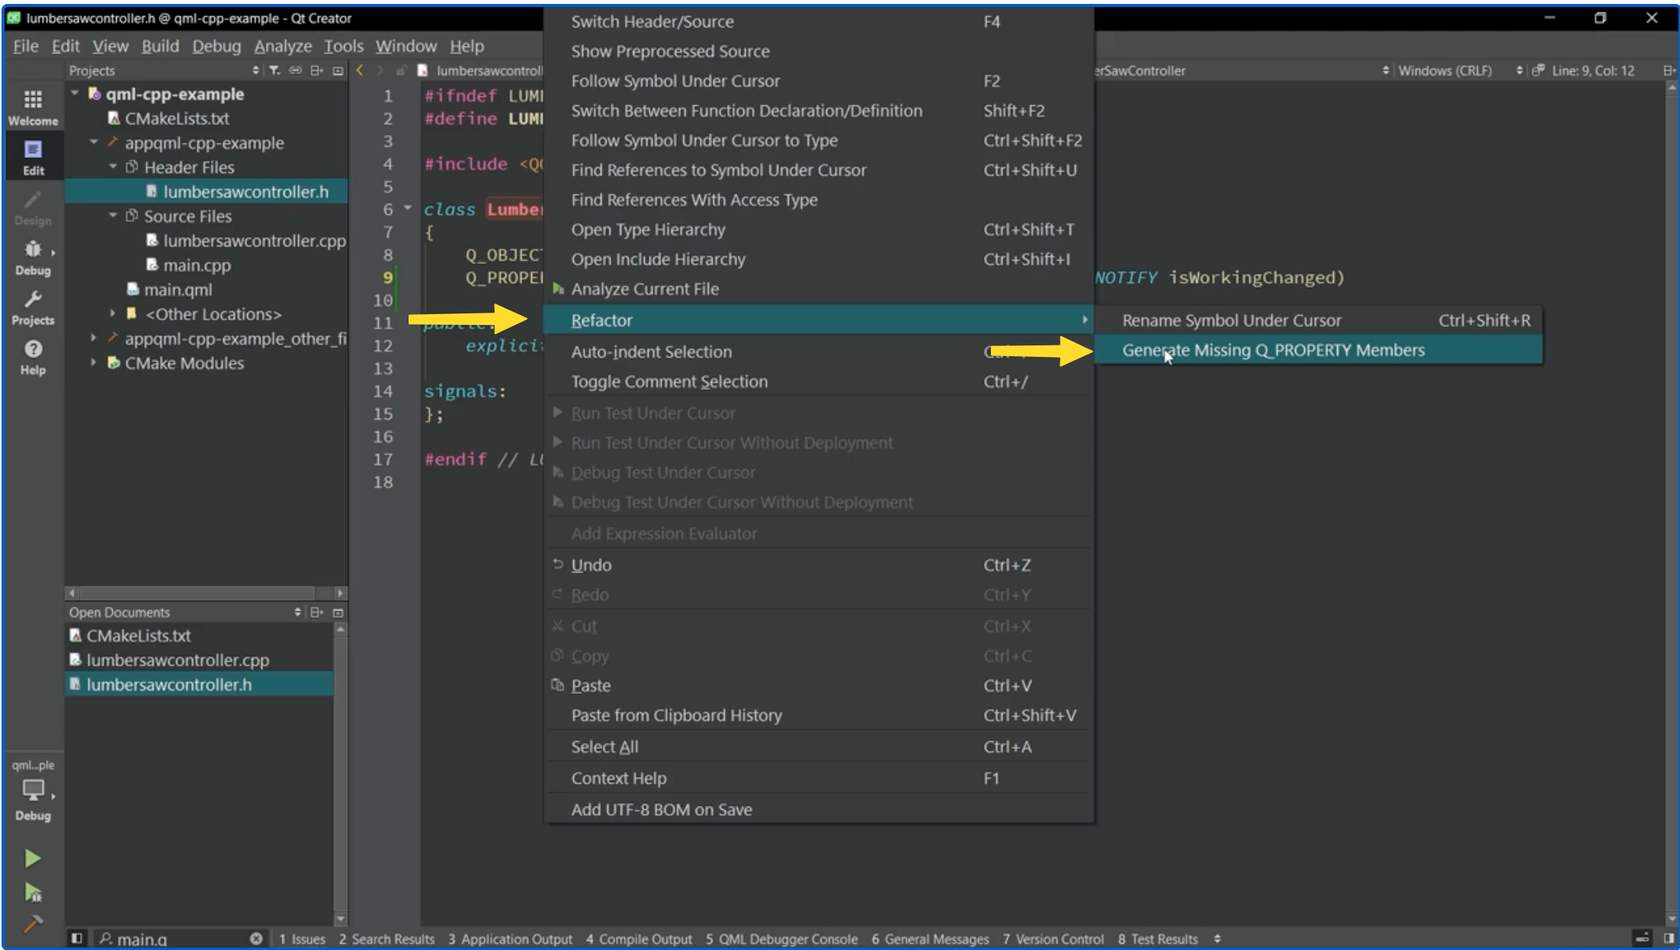 lumbersawcontroller.h @ qml-cpp-example - Qt Creator
File Edit View Build Debug Analyze Tools Window Help
Projects
lumbersawcontroll
Windows (CRLF)
Line: 9, Col: 12
Welcome
Edit
Design
Debug
Projects
Help
qml-cpp-example
CMakeLists.txt
appqml-cpp-example
Header Files
lumbersawcontroller.h
Source Files
lumbersawcontroller.cpp
main.cpp
main.qml
<Other Locations>
appqml-cpp-example_other_fi
CMake Modules
1 #ifndef LUM
2 #define LUM
3
4 #include <Q
5
6 class Lumber
7 {
8 Q_OBJECT
9 Q_PROPE NOTIFY isWorkingChanged)
10
11
12 explici
13
14 signals:
15 };
16
17 #endif // L
18
Switch Header/Source F4
Show Preprocessed Source
Follow Symbol Under Cursor F2
Switch Between Function Declaration/Definition Shift+F2
Follow Symbol Under Cursor to Type Ctrl+Shift+F2
Find References to Symbol Under Cursor Ctrl+Shift+U
Find References With Access Type
Open Type Hierarchy Ctrl+Shift+T
Open Include Hierarchy Ctrl+Shift+I
Analyze Current File
Refactor
Auto-indent Selection
Toggle Comment Selection Ctrl+/
Run Test Under Cursor
Run Test Under Cursor Without Deployment
Debug Test Under Cursor
Debug Test Under Cursor Without Deployment
Add Expression Evaluator
Undo Ctrl+Z
Redo Ctrl+Y
Cut Ctrl+X
Copy Ctrl+C
Paste Ctrl+V
Paste from Clipboard History Ctrl+Shift+V
Select All Ctrl+A
Context Help F1
Add UTF-8 BOM on Save
Rename Symbol Under Cursor Ctrl+Shift+R
Generate Missing Q_PROPERTY Members
Open Documents
CMakeLists.txt
lumbersawcontroller.cpp
lumbersawcontroller.h
qml...ple
Debug
main.q
1 Issues 2 Search Results 3 Application Output 4 Compile Output 5 QML Debugger Console 6 General Messages 7 Version Control 8 Test Results